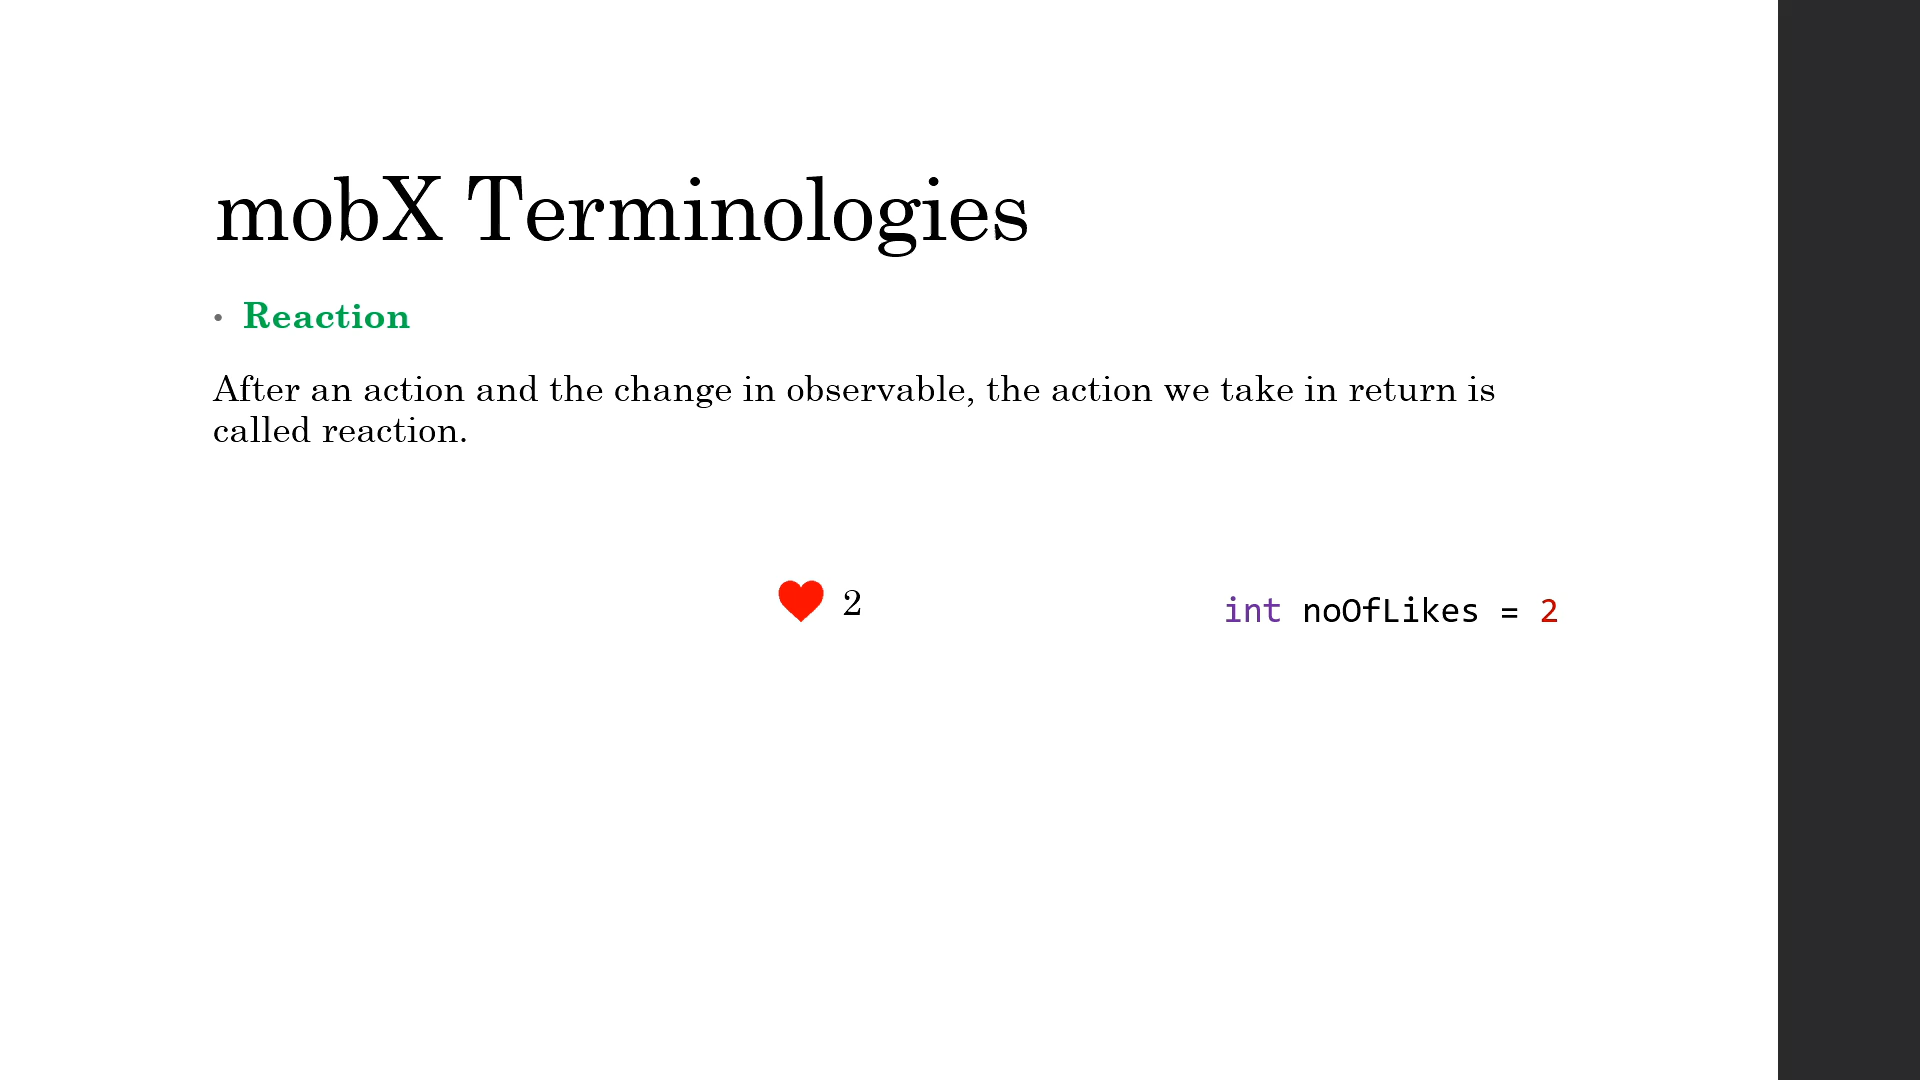 mobX Terminologies
• Reaction
After an action and the change in observable, the action we take in return is
called reaction.
2
int noOfLikes = 2